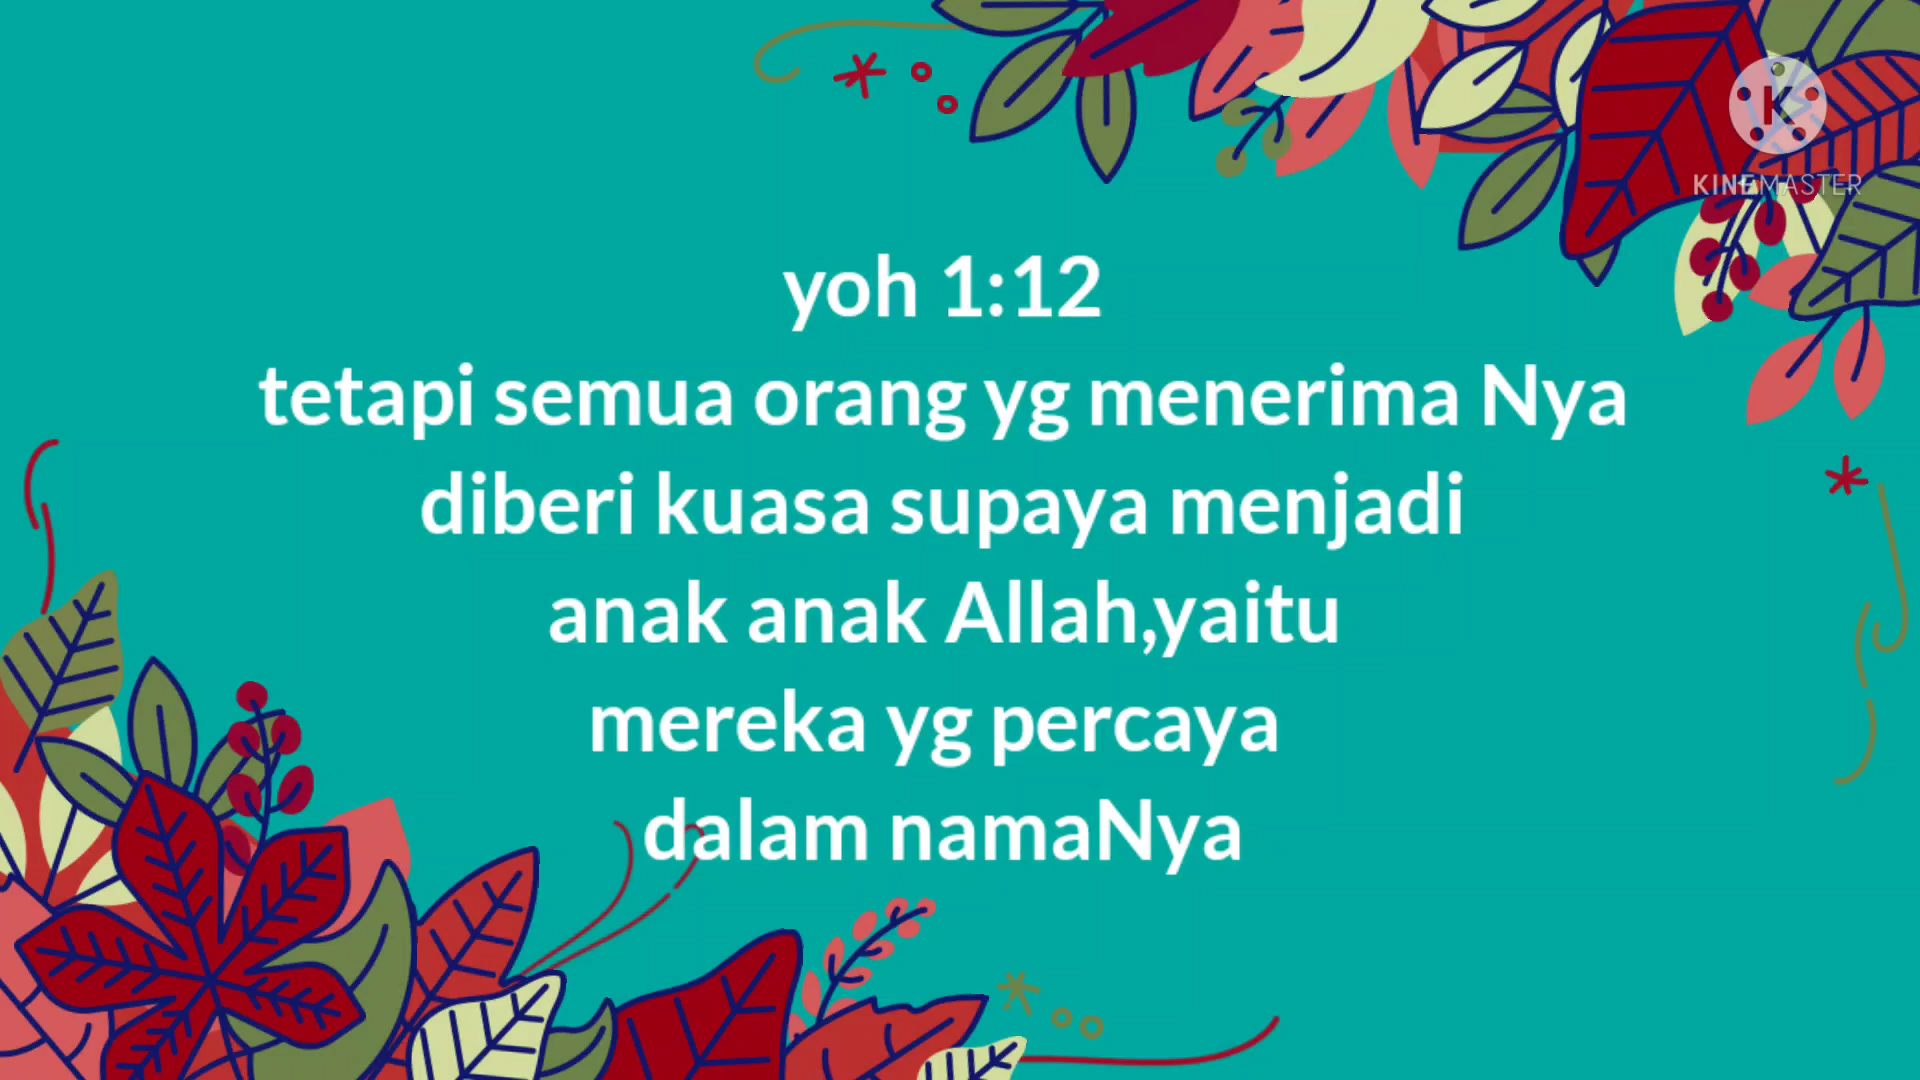 KINEMASTER
yoh 1:12
tetapi semua orang yg menerima Nya
diberi kuasa supaya menjadi
anak anak Allah,yaitu
mereka yg percaya
dalam namaNya